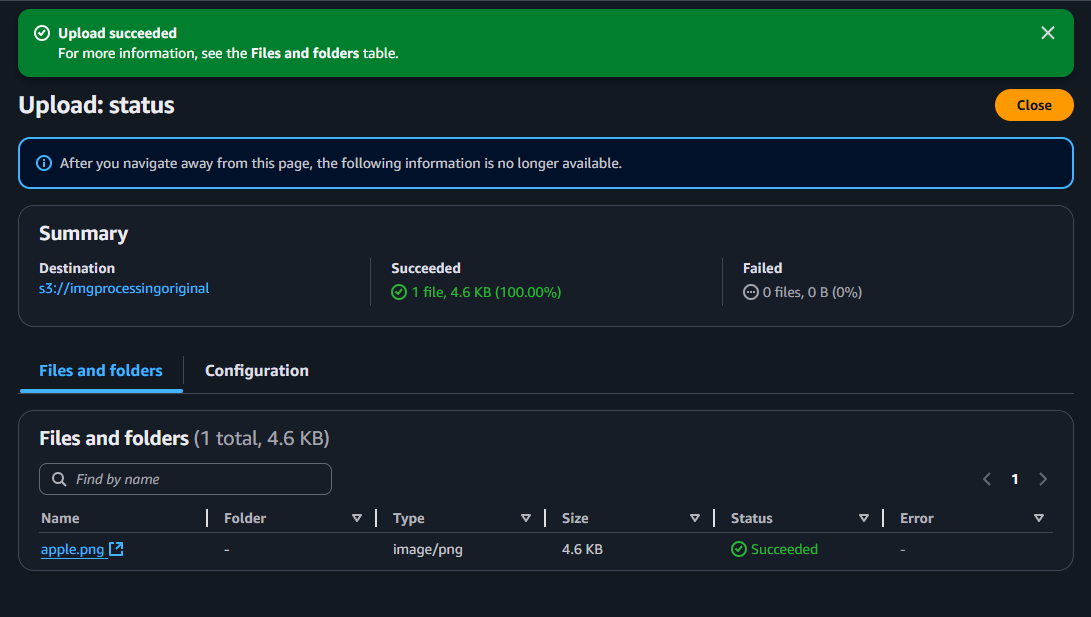 Upload succeeded
For more information, see the Files and folders table.
Upload: status
Close
After you navigate away from this page, the following information is no longer available.
Summary
Destination
s3://imgprocessingoriginal
Succeeded
1 file, 4.6 KB (100.00%)
Failed
0 files, 0 B (0%)
Files and folders
Configuration
Files and folders (1 total, 4.6 KB)
Find by name
1
Name Folder Type Size Status Error
apple.png - image/png 4.6 KB Succeeded -